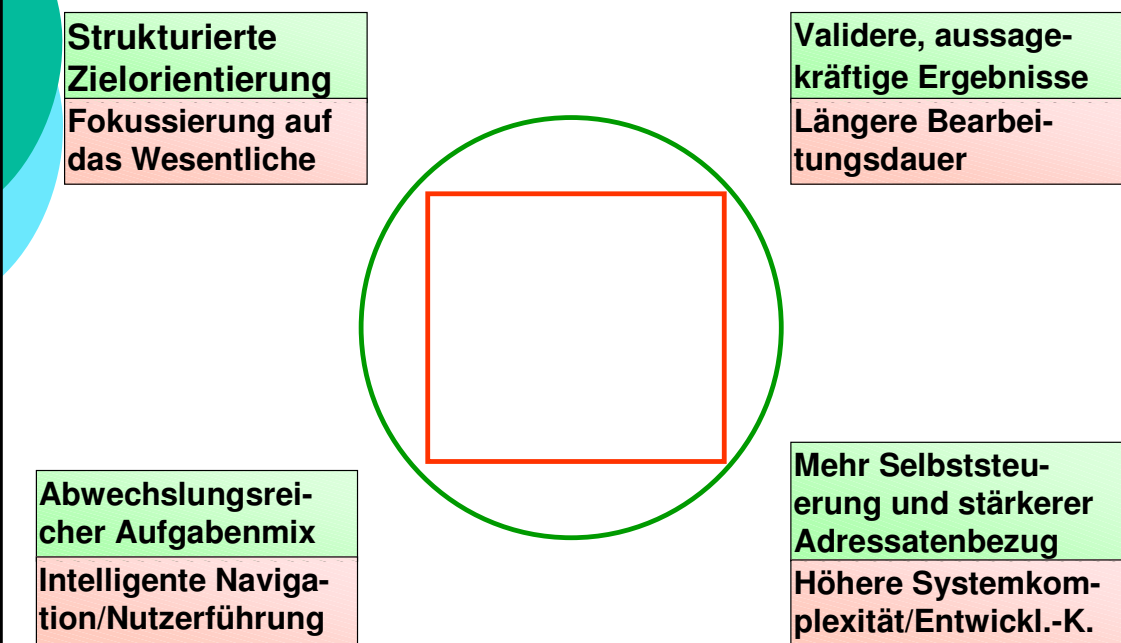 Strukturierte
Zielorientierung
Fokussierung auf
das Wesentliche
Validere, aussage-
kräftige Ergebnisse
Längere Bearbei-
tungsdauer
Abwechslungsrei-
cher Aufgabenmix
Intelligente Naviga-
tion/Nutzerführung
Mehr Selbststeu-
erung und stärkerer
Adressatenbezug
Höhere Systemkom-
plexität/Entwickl.-K.